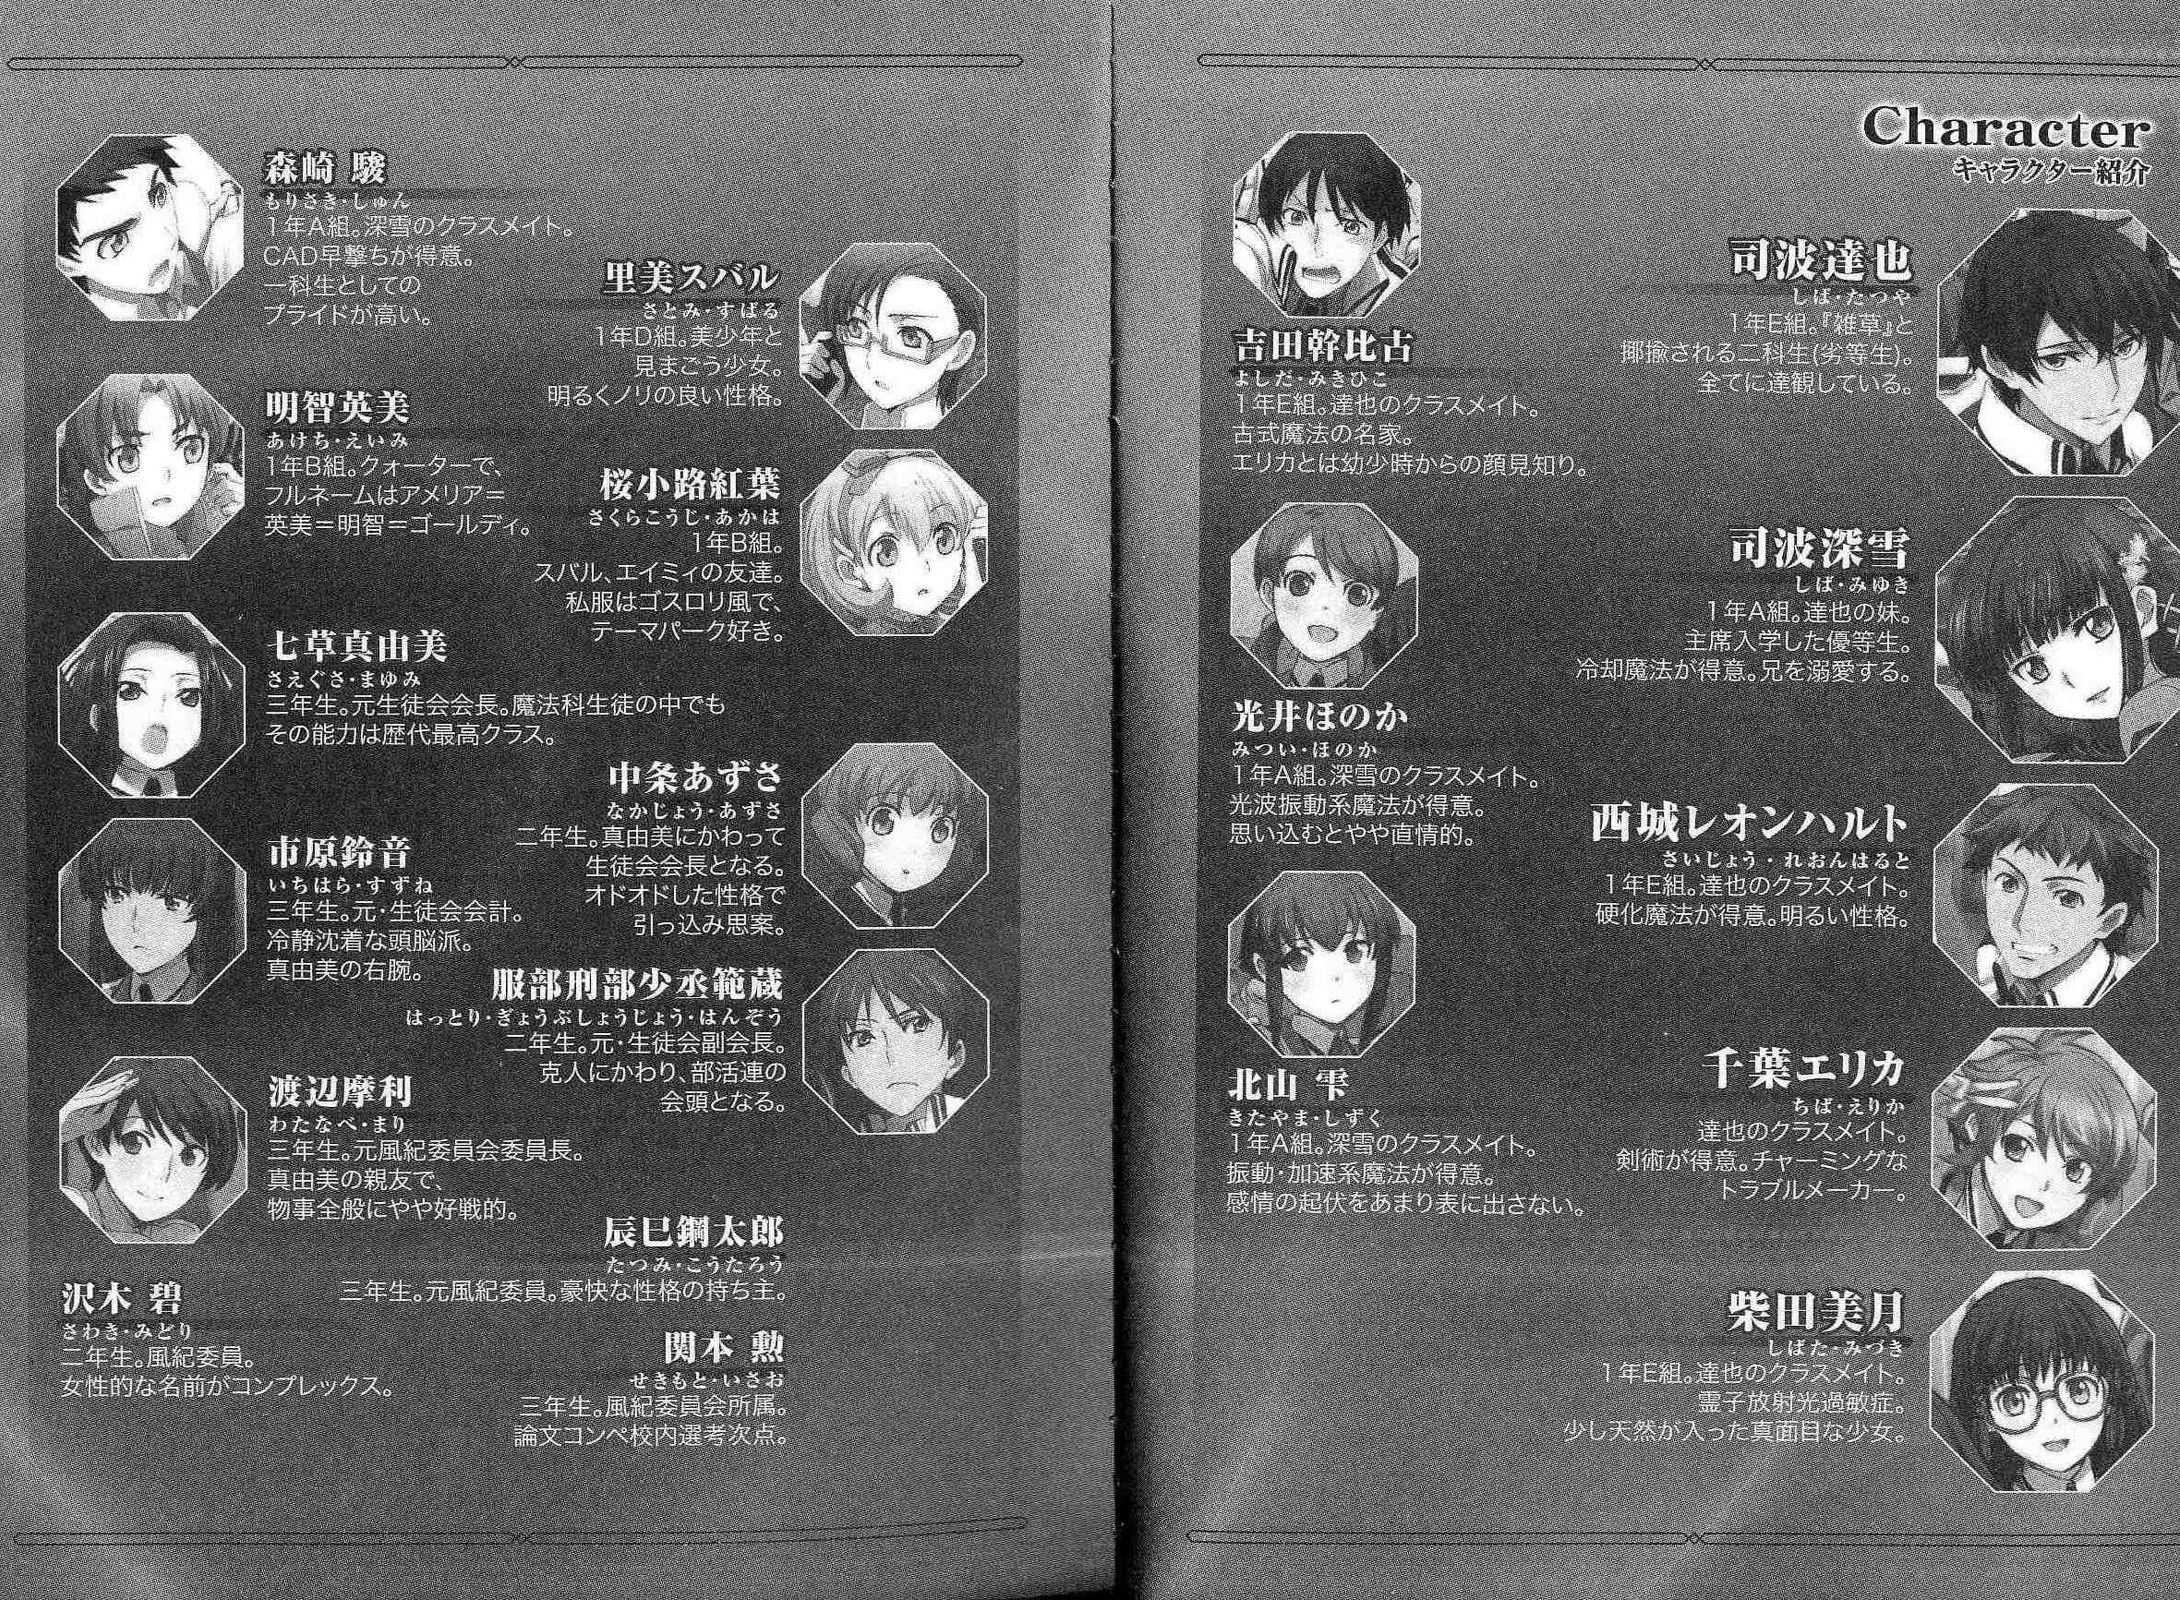 Character
キャラクター紹介
司波達也
しば・たつや
1年E組。『雑草』と
揶揄される二科生(劣等生)。
全てに達観している。
司波深雪
しば・みゆき
1年A組。達也の妹。
主席入学した優等生。
冷却魔法が得意。兄を溺愛する。
西城レオンハルト
さいじょう・れおんはると
1年E組。達也のクラスメイト。
硬化魔法が得意。明るい性格。
千葉エリカ
ちば・えりか
達也のクラスメイト。
剣術が得意。チャーミングな
トラブルメーカー。
柴田美月
しばた・みづき
1年E組。達也のクラスメイト。
霊子放射光過敏症。
少し天然が入った真面目な少女。
吉田幹比古
よしだ・みきひこ
1年E組。達也のクラスメイト。
古式魔法の名家。
エリカとは幼少時からの顔見知り。
光井ほのか
みつい・ほのか
1年A組。深雪のクラスメイト。
光波振動系魔法が得意。
思い込むとやや直情的。
北山 雫
きたやま・しずく
1年A組。深雪のクラスメイト。
振動・加速系魔法が得意。
感情の起伏をあまり表に出さない。
里美スバル
さとみ・すばる
1年D組。美少年と
見まごう少女。
明るくノリの良い性格。
桜小路紅葉
さくらこうじ・あかは
1年B組。
スバル、エイミィの友達。
私服はゴスロリ風で、
テーマパーク好き。
中条あずさ
なかじょう・あずさ
二年生。真由美にかわって
生徒会会長となる。
オドオドした性格で
引っ込み思案。
服部刑部少丞範蔵
はっとり・ぎょうぶしょうじょう・はんぞう
二年生。元・生徒会副会長。
克人にかわり、部活連の
会頭となる。
辰巳鋼太郎
たつみ・こうたろう
三年生。元風紀委員。豪快な性格の持ち主。
関本 勲
せきもと・いさお
三年生。風紀委員会所属。
論文コンペ校内選考次点。
森崎 駿
もりさき・しゅん
1年A組。深雪のクラスメイト。
CAD早撃ちが得意。
一科生としての
プライドが高い。
明智英美
あけち・えいみ
1年B組。クォーターで、
フルネームはアメリア＝
英美＝明智＝ゴールディ。
七草真由美
さえぐさ・まゆみ
三年生。元生徒会会長。魔法科生徒の中でも
その能力は歴代最高クラス。
市原鈴音
いちはら・すずね
三年生。元・生徒会会計。
冷静沈着な頭脳派。
真由美の右腕。
渡辺摩利
わたなべ・まり
三年生。元風紀委員会委員長。
真由美の親友で、
物事全般にやや好戦的。
沢木 碧
さわき・みどり
二年生。風紀委員。
女性的な名前がコンプレックス。